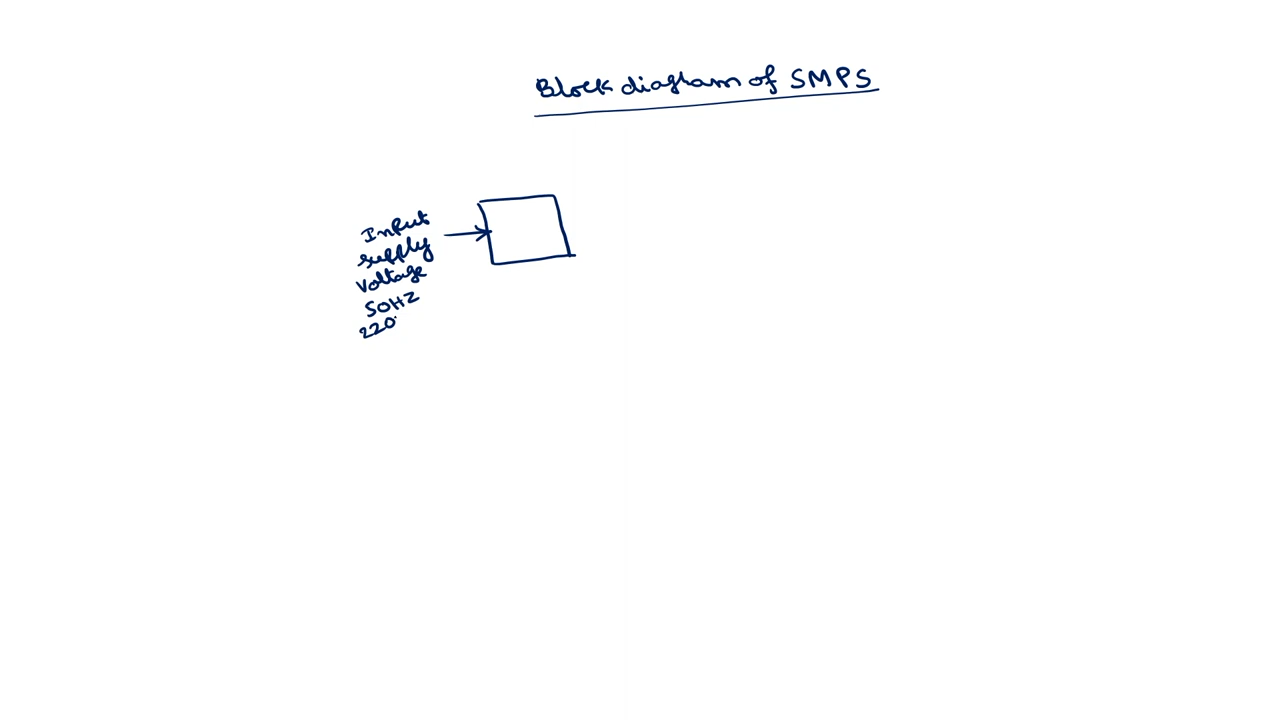 Block diagram of SMPS
Input
supply
voltage
50HZ
220